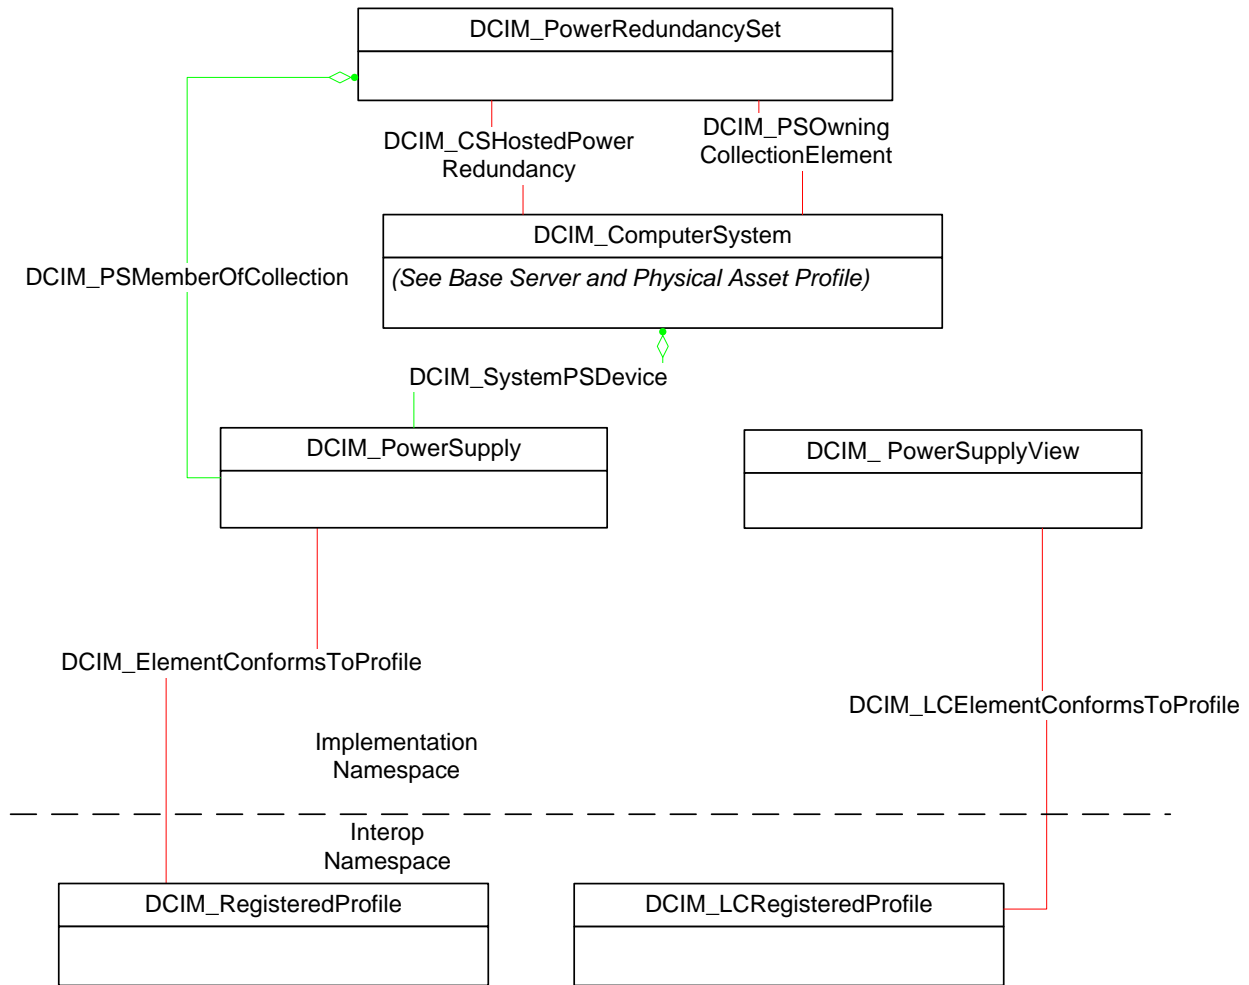 DCIM_PowerRedundancySet
DCIM_CSHostedPower
Redundancy
DCIM_PSOwning
CollectionElement
DCIM_ComputerSystem
(See Base Server and Physical Asset Profile)
DCIM_PSMemberOfCollection
DCIM_SystemPSDevice
DCIM_PowerSupply
DCIM_ PowerSupplyView
DCIM_ElementConformsToProfile
DCIM_LCElementConformsToProfile
Implementation
Namespace
Interop
Namespace
DCIM_RegisteredProfile
DCIM_LCRegisteredProfile